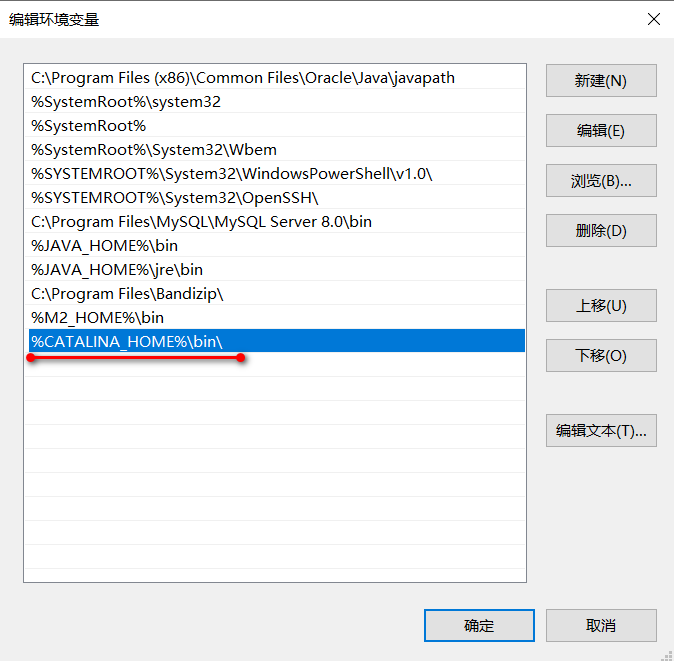 编辑环境变量
C:\Program Files (x86)\Common Files\Oracle\Java\javapath
%SystemRoot%\system32
%SystemRoot%
%SystemRoot%\System32\Wbem
%SYSTEMROOT%\System32\WindowsPowerShell\v1.0\
%SYSTEMROOT%\System32\OpenSSH\
C:\Program Files\MySQL\MySQL Server 8.0\bin
%JAVA_HOME%\bin
%JAVA_HOME%\jre\bin
C:\Program Files\Bandizip\
%M2_HOME%\bin
%CATALINA_HOME%\bin\
新建(N)
编辑(E)
浏览(B)...
删除(D)
上移(U)
下移(O)
编辑文本(T)...
确定
取消